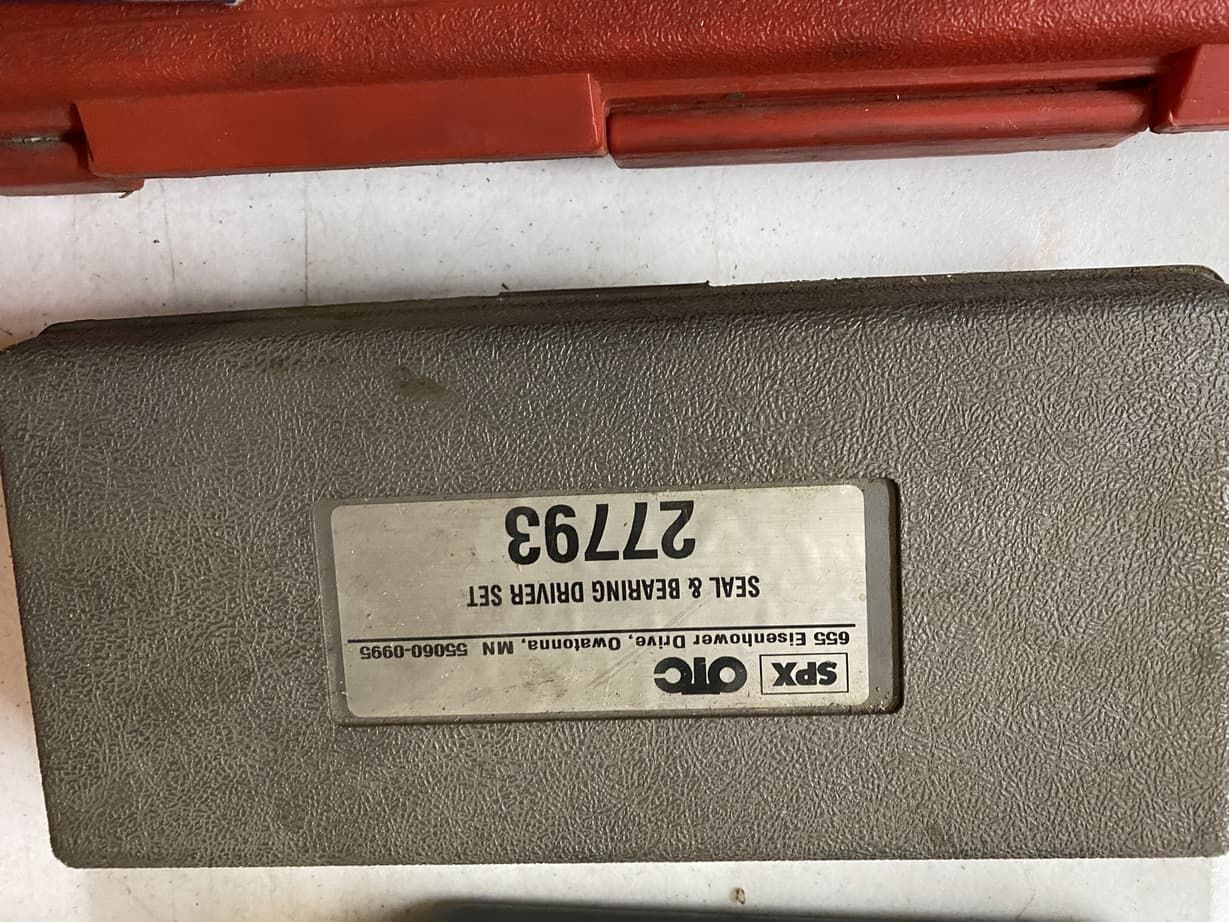 SPX OTC
655 Eisenhower Drive, Owatonna, MN 55060-0995
SEAL & BEARING DRIVER SET
27793